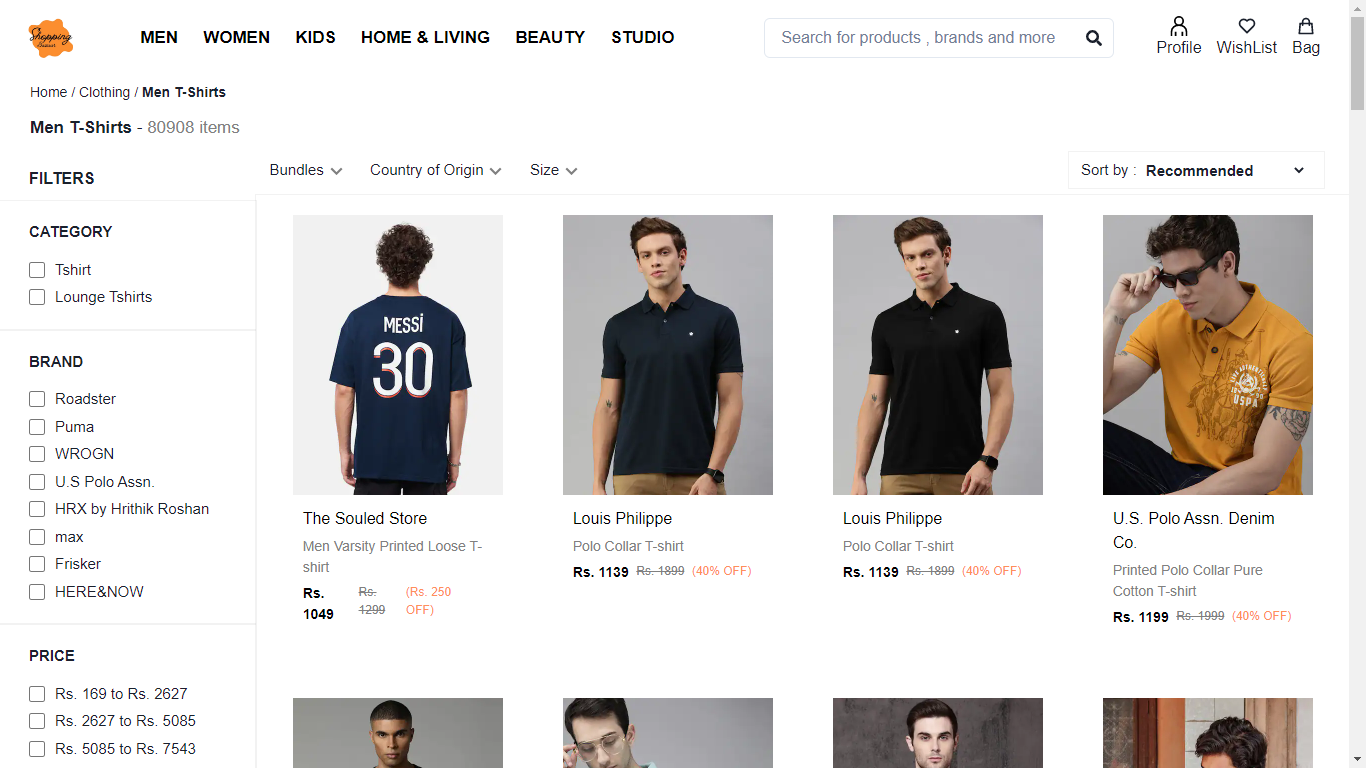 Shopping
MEN WOMEN KIDS HOME & LIVING BEAUTY STUDIO
Search for products , brands and more
Profile WishList Bag
Home / Clothing / Men T-Shirts
Men T-Shirts - 80908 items
FILTERS
Bundles Country of Origin Size
Sort by : Recommended
CATEGORY
Tshirt
Lounge Tshirts
BRAND
Roadster
Puma
WROGN
U.S Polo Assn.
HRX by Hrithik Roshan
max
Frisker
HERE&NOW
PRICE
Rs. 169 to Rs. 2627
Rs. 2627 to Rs. 5085
Rs. 5085 to Rs. 7543
MESSi
30
The Souled Store
Men Varsity Printed Loose T-
shirt
Rs. 1049 Rs. 1299 (Rs. 250 OFF)
Louis Philippe
Polo Collar T-shirt
Rs. 1139 Rs. 1899 (40% OFF)
Louis Philippe
Polo Collar T-shirt
Rs. 1139 Rs. 1899 (40% OFF)
USPA
U.S. Polo Assn. Denim
Co.
Printed Polo Collar Pure
Cotton T-shirt
Rs. 1199 Rs. 1999 (40% OFF)